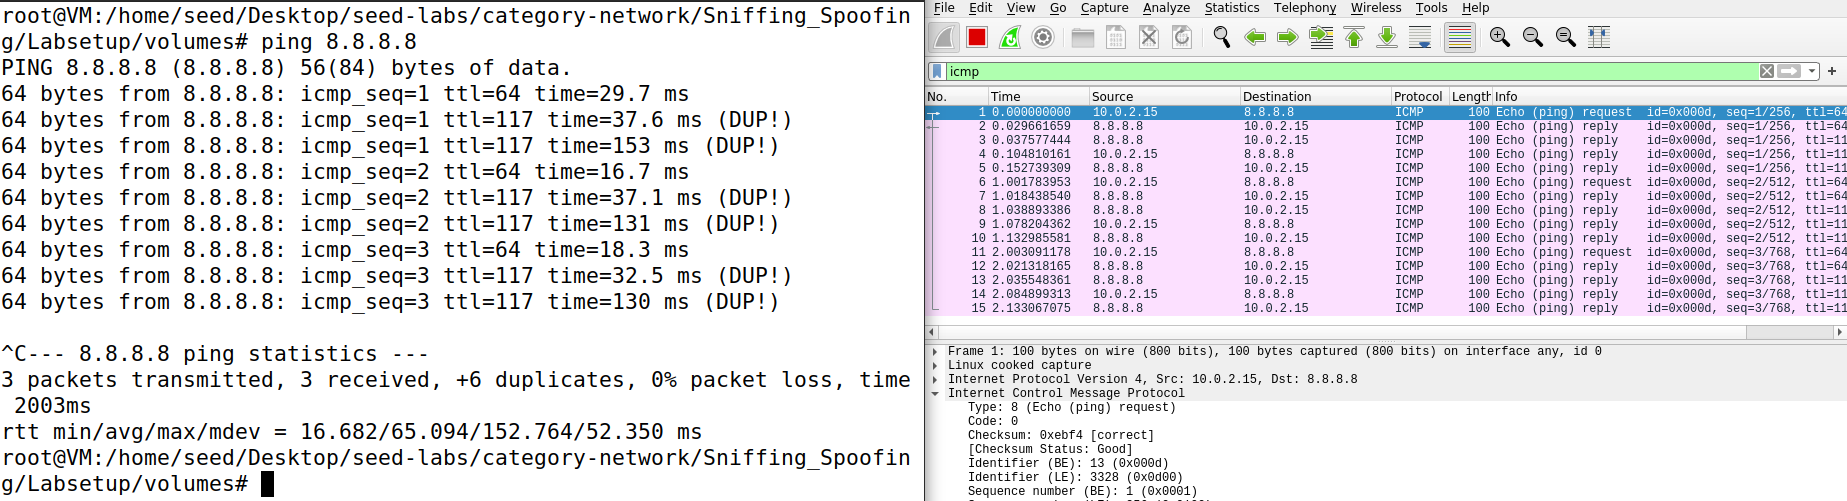 root@VM:/home/seed/Desktop/seed-labs/category-network/Sniffing_Spoofin
g/Labsetup/volumes# ping 8.8.8.8
PING 8.8.8.8 (8.8.8.8) 56(84) bytes of data.
64 bytes from 8.8.8.8: icmp_seq=1 ttl=64 time=29.7 ms
64 bytes from 8.8.8.8: icmp_seq=1 ttl=117 time=37.6 ms (DUP!)
64 bytes from 8.8.8.8: icmp_seq=1 ttl=117 time=153 ms (DUP!)
64 bytes from 8.8.8.8: icmp_seq=2 ttl=64 time=16.7 ms
64 bytes from 8.8.8.8: icmp_seq=2 ttl=117 time=37.1 ms (DUP!)
64 bytes from 8.8.8.8: icmp_seq=2 ttl=117 time=131 ms (DUP!)
64 bytes from 8.8.8.8: icmp_seq=3 ttl=64 time=18.3 ms
64 bytes from 8.8.8.8: icmp_seq=3 ttl=117 time=32.5 ms (DUP!)
64 bytes from 8.8.8.8: icmp_seq=3 ttl=117 time=130 ms (DUP!)
^C--- 8.8.8.8 ping statistics ---
3 packets transmitted, 3 received, +6 duplicates, 0% packet loss, time
 2003ms
rtt min/avg/max/mdev = 16.682/65.094/152.764/52.350 ms
root@VM:/home/seed/Desktop/seed-labs/category-network/Sniffing_Spoofin
g/Labsetup/volumes#
File Edit View Go Capture Analyze Statistics Telephony Wireless Tools Help
icmp
No. Time Source Destination Protocol Length Info
1 0.000000000 10.0.2.15 8.8.8.8 ICMP 100 Echo (ping) request id=0x000d, seq=1/256, ttl=64
2 0.029661659 8.8.8.8 10.0.2.15 ICMP 100 Echo (ping) reply id=0x000d, seq=1/256, ttl=64
3 0.037577444 8.8.8.8 10.0.2.15 ICMP 100 Echo (ping) reply id=0x000d, seq=1/256, ttl=11
4 0.104810161 10.0.2.15 8.8.8.8 ICMP 100 Echo (ping) reply id=0x000d, seq=1/256, ttl=11
5 0.152739309 8.8.8.8 10.0.2.15 ICMP 100 Echo (ping) reply id=0x000d, seq=1/256, ttl=11
6 1.001783953 10.0.2.15 8.8.8.8 ICMP 100 Echo (ping) request id=0x000d, seq=2/512, ttl=64
7 1.018438540 8.8.8.8 10.0.2.15 ICMP 100 Echo (ping) reply id=0x000d, seq=2/512, ttl=64
8 1.038893386 8.8.8.8 10.0.2.15 ICMP 100 Echo (ping) reply id=0x000d, seq=2/512, ttl=11
9 1.078204362 10.0.2.15 8.8.8.8 ICMP 100 Echo (ping) reply id=0x000d, seq=2/512, ttl=11
10 1.132985581 8.8.8.8 10.0.2.15 ICMP 100 Echo (ping) reply id=0x000d, seq=2/512, ttl=11
11 2.003091178 10.0.2.15 8.8.8.8 ICMP 100 Echo (ping) request id=0x000d, seq=3/768, ttl=64
12 2.021318165 8.8.8.8 10.0.2.15 ICMP 100 Echo (ping) reply id=0x000d, seq=3/768, ttl=64
13 2.035548361 8.8.8.8 10.0.2.15 ICMP 100 Echo (ping) reply id=0x000d, seq=3/768, ttl=11
14 2.084899313 10.0.2.15 8.8.8.8 ICMP 100 Echo (ping) reply id=0x000d, seq=3/768, ttl=11
15 2.133067075 8.8.8.8 10.0.2.15 ICMP 100 Echo (ping) reply id=0x000d, seq=3/768, ttl=11
Frame 1: 100 bytes on wire (800 bits), 100 bytes captured (800 bits) on interface any, id 0
Linux cooked capture
Internet Protocol Version 4, Src: 10.0.2.15, Dst: 8.8.8.8
Internet Control Message Protocol
Type: 8 (Echo (ping) request)
Code: 0
Checksum: 0xebf4 [correct]
[Checksum Status: Good]
Identifier (BE): 13 (0x000d)
Identifier (LE): 3328 (0x0d00)
Sequence number (BE): 1 (0x0001)